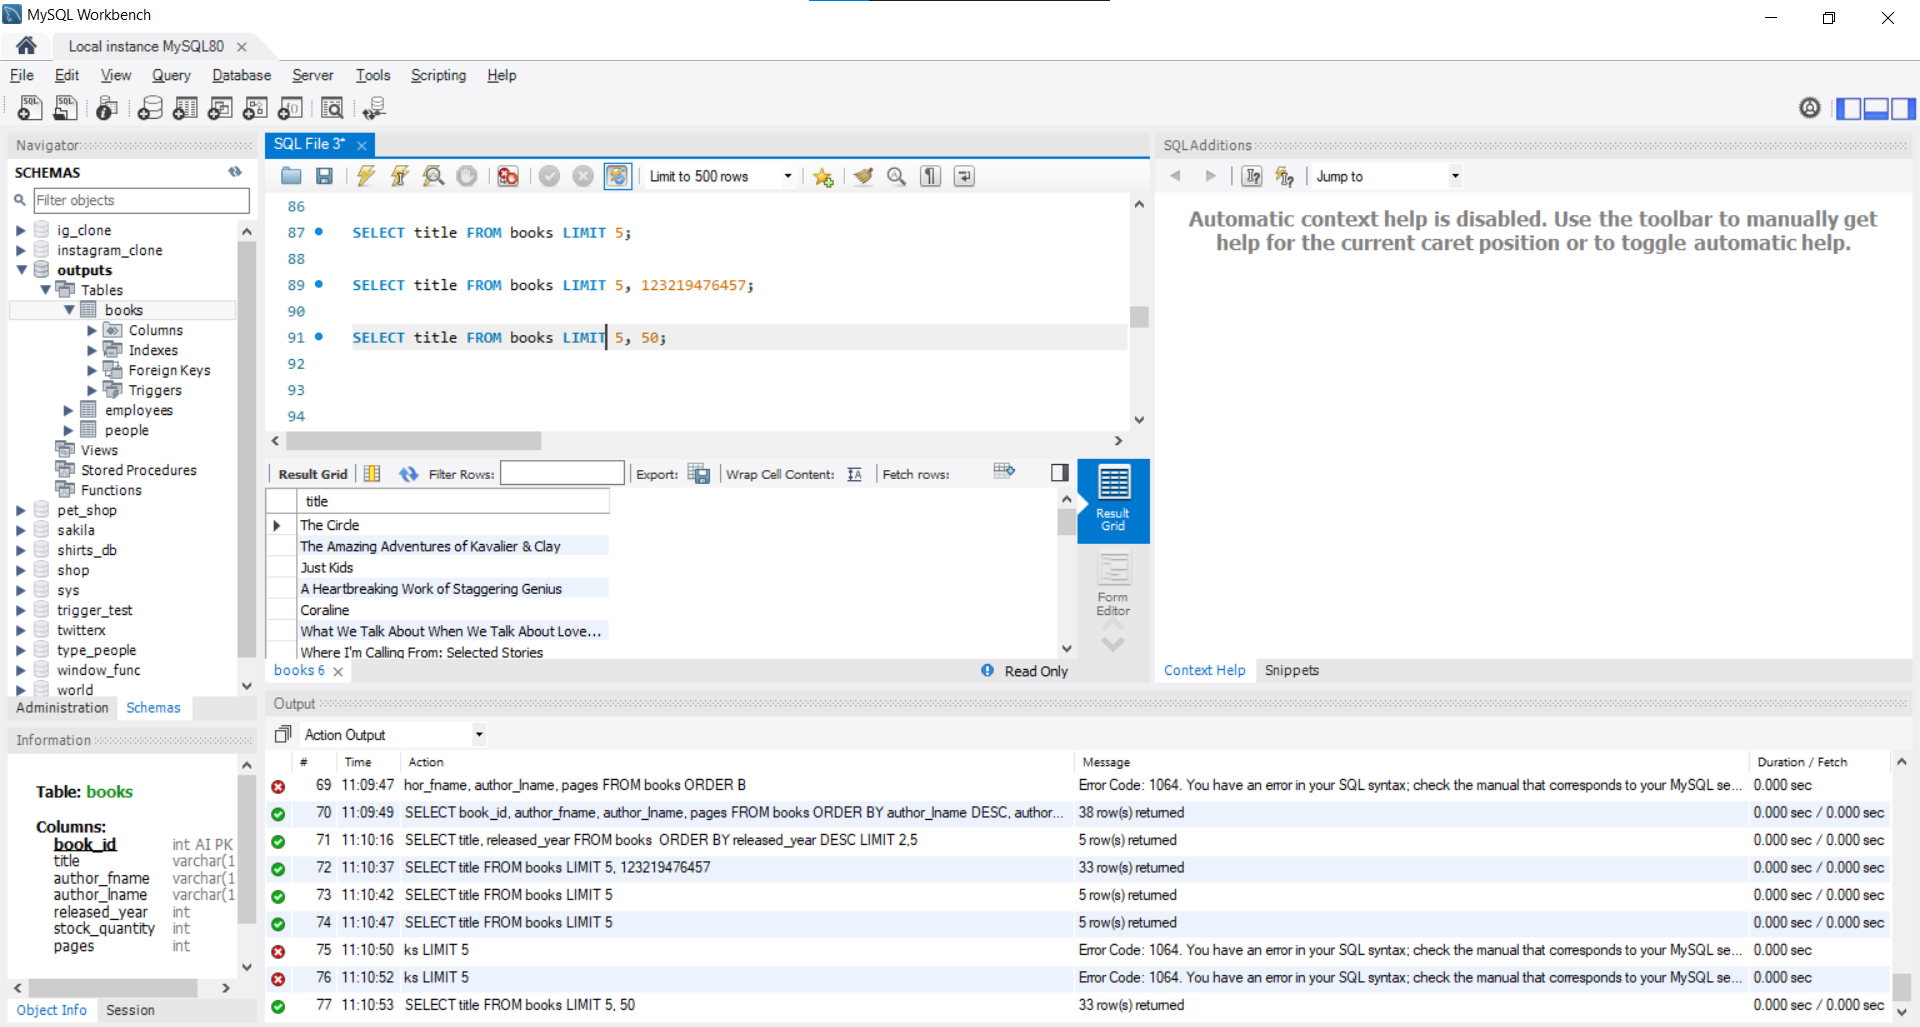 MySQL Workbench
Local instance MySQL80
File Edit View Query Database Server Tools Scripting Help
Navigator
SCHEMAS
Filter objects
ig_clone
instagram_clone
outputs
Tables
books
Columns
Indexes
Foreign Keys
Triggers
employees
people
Views
Stored Procedures
Functions
pet_shop
sakila
shirts_db
shop
sys
trigger_test
twitterx
type_people
window_func
world
Administration Schemas
Information
Table: books
Columns:
book_id int AI PK
title varchar(1
author_fname varchar(1
author_lname varchar(1
released_year int
stock_quantity int
pages int
Object Info Session
SQL File 3*
Limit to 500 rows
86
87 SELECT title FROM books LIMIT 5;
88
89 SELECT title FROM books LIMIT 5, 123219476457;
90
91 SELECT title FROM books LIMIT 5, 50;
92
93
94
Result Grid Filter Rows: Export: Wrap Cell Content: Fetch rows:
title
The Circle
The Amazing Adventures of Kavalier & Clay
Just Kids
A Heartbreaking Work of Staggering Genius
Coraline
What We Talk About When We Talk About Love...
Where I'm Calling From: Selected Stories
Result
Grid
Form
Editor
books 6
Read Only
SQLAdditions
Jump to
Automatic context help is disabled. Use the toolbar to manually get
help for the current caret position or to toggle automatic help.
Context Help Snippets
Output
Action Output
# Time Action Message Duration / Fetch
69 11:09:47 hor_fname, author_lname, pages FROM books ORDER B Error Code: 1064. You have an error in your SQL syntax; check the manual that corresponds to your MySQL se... 0.000 sec
70 11:09:49 SELECT book_id, author_fname, author_lname, pages FROM books ORDER BY author_lname DESC, author... 38 row(s) returned 0.000 sec / 0.000 sec
71 11:10:16 SELECT title, released_year FROM books ORDER BY released_year DESC LIMIT 2,5 5 row(s) returned 0.000 sec / 0.000 sec
72 11:10:37 SELECT title FROM books LIMIT 5, 123219476457 33 row(s) returned 0.000 sec / 0.000 sec
73 11:10:42 SELECT title FROM books LIMIT 5 5 row(s) returned 0.000 sec / 0.000 sec
74 11:10:47 SELECT title FROM books LIMIT 5 5 row(s) returned 0.000 sec / 0.000 sec
75 11:10:50 ks LIMIT 5 Error Code: 1064. You have an error in your SQL syntax; check the manual that corresponds to your MySQL se... 0.000 sec
76 11:10:52 ks LIMIT 5 Error Code: 1064. You have an error in your SQL syntax; check the manual that corresponds to your MySQL se... 0.000 sec
77 11:10:53 SELECT title FROM books LIMIT 5, 50 33 row(s) returned 0.000 sec / 0.000 sec